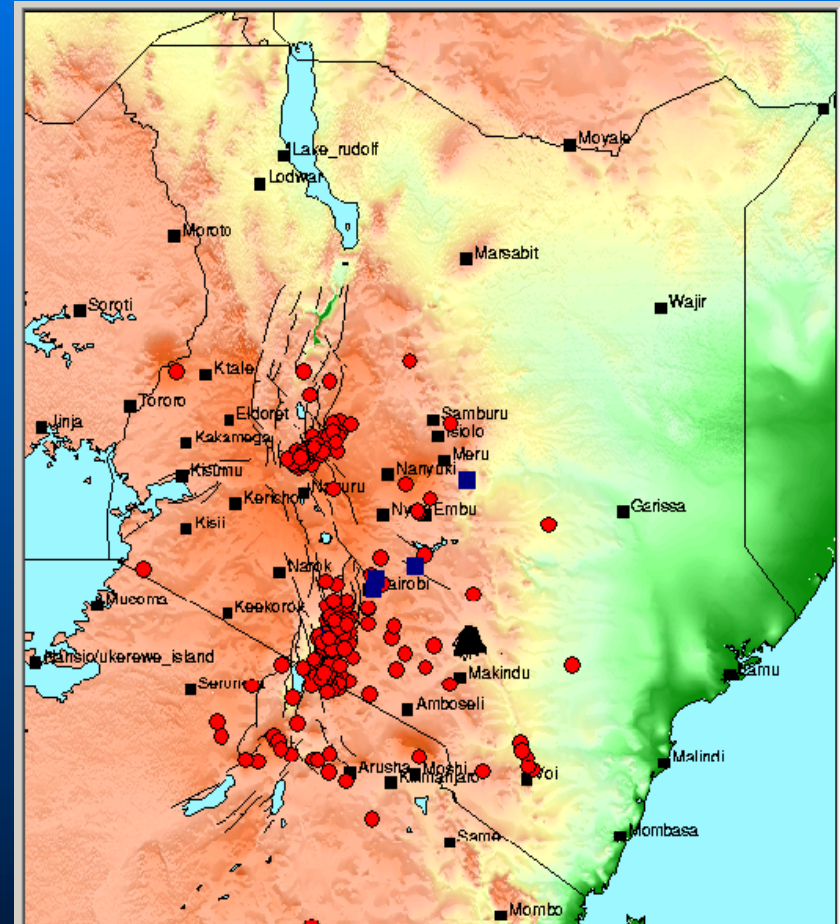 Moyale
Lake_rudolf
Lodwar
Moroto
Marsabit
Soroti
Wajir
Ktale
Tororo
Eldoret
Samburu
Jinja
Isiolo
Kakamega
Meru
Kisumu
Nanyuki
Nakuru
Kericho
Garissa
Embu
Kisii
Narok
Musoma
Keekorok
Nansio/ukerewe_island
Makindu
Lamu
Amboseli
Malindi
Arusha
Moshi
Kilimanjaro
Voi
Mombasa
Same
Mombo